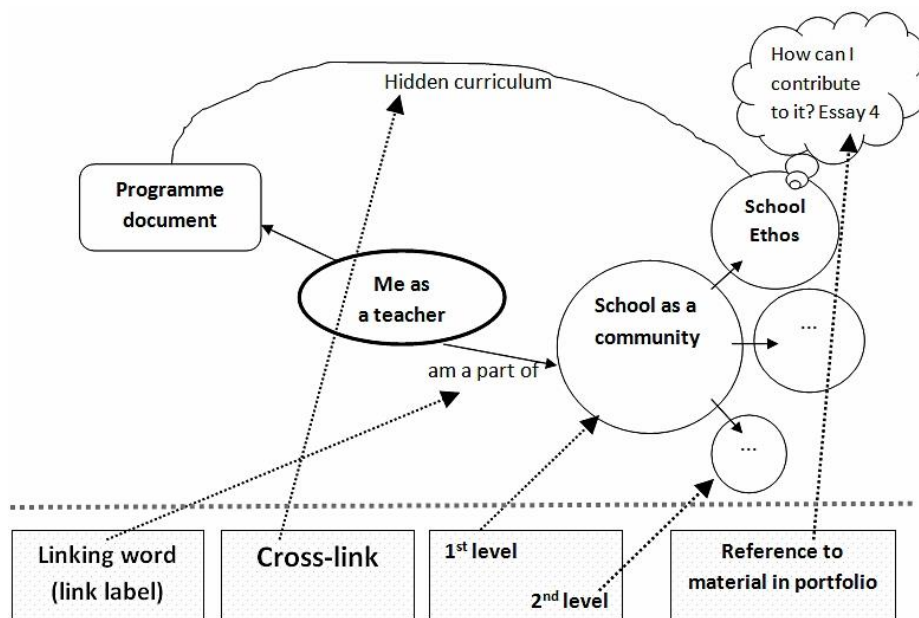 How can I
contribute
to it? Essay 4
Hidden curriculum
Programme
document
School
Ethos
Me as
a teacher
School as a
community
...
am a part of
...
Linking word
(link label)
Cross-link
1st level
2nd level
Reference to
material in portfolio